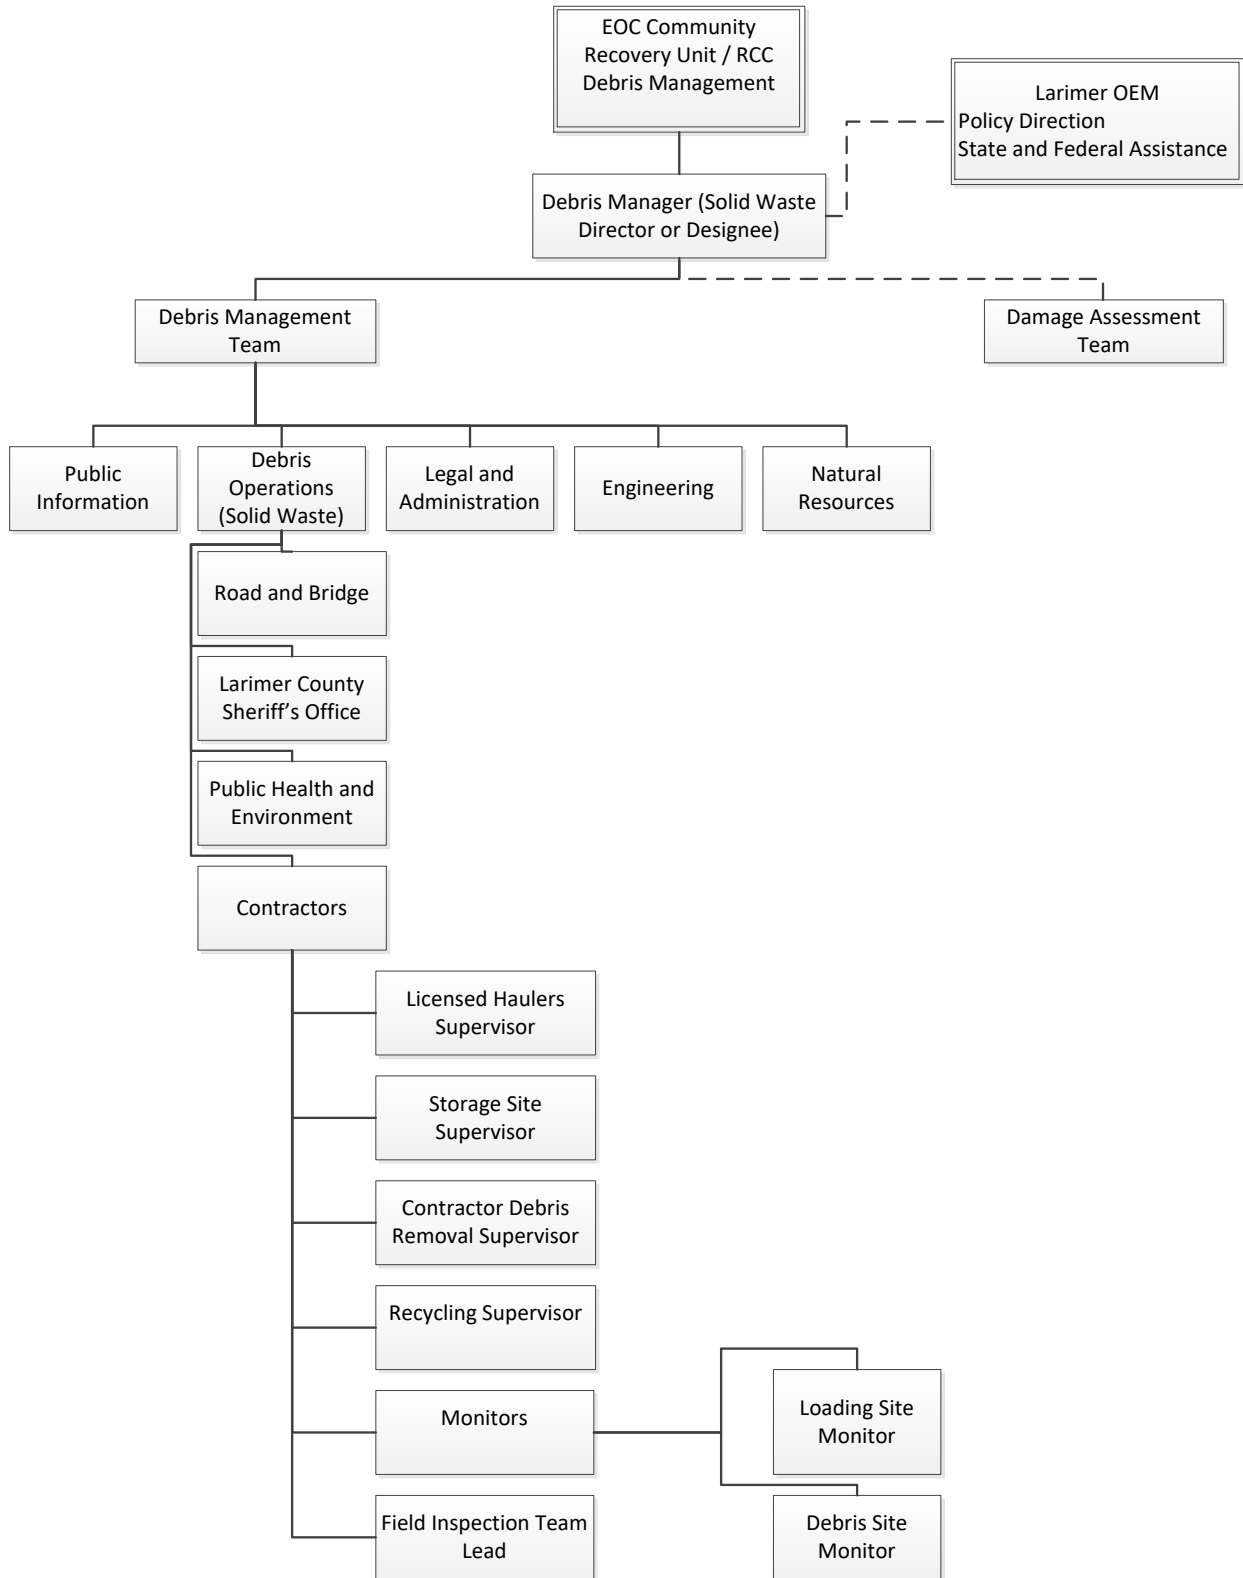 EOC Community
Recovery Unit / RCC
Debris Management
Larimer OEM
Policy Direction
State and Federal Assistance
Debris Manager (Solid Waste
Director or Designee)
Debris Management
Team
Damage Assessment
Team
Public
Information
Debris
Operations
(Solid Waste)
Legal and
Administration
Engineering
Natural
Resources
Road and Bridge
Larimer County
Sheriff’s Office
Public Health and
Environment
Contractors
Licensed Haulers
Supervisor
Storage Site
Supervisor
Contractor Debris
Removal Supervisor
Recycling Supervisor
Monitors
Loading Site
Monitor
Field Inspection Team
Lead
Debris Site
Monitor